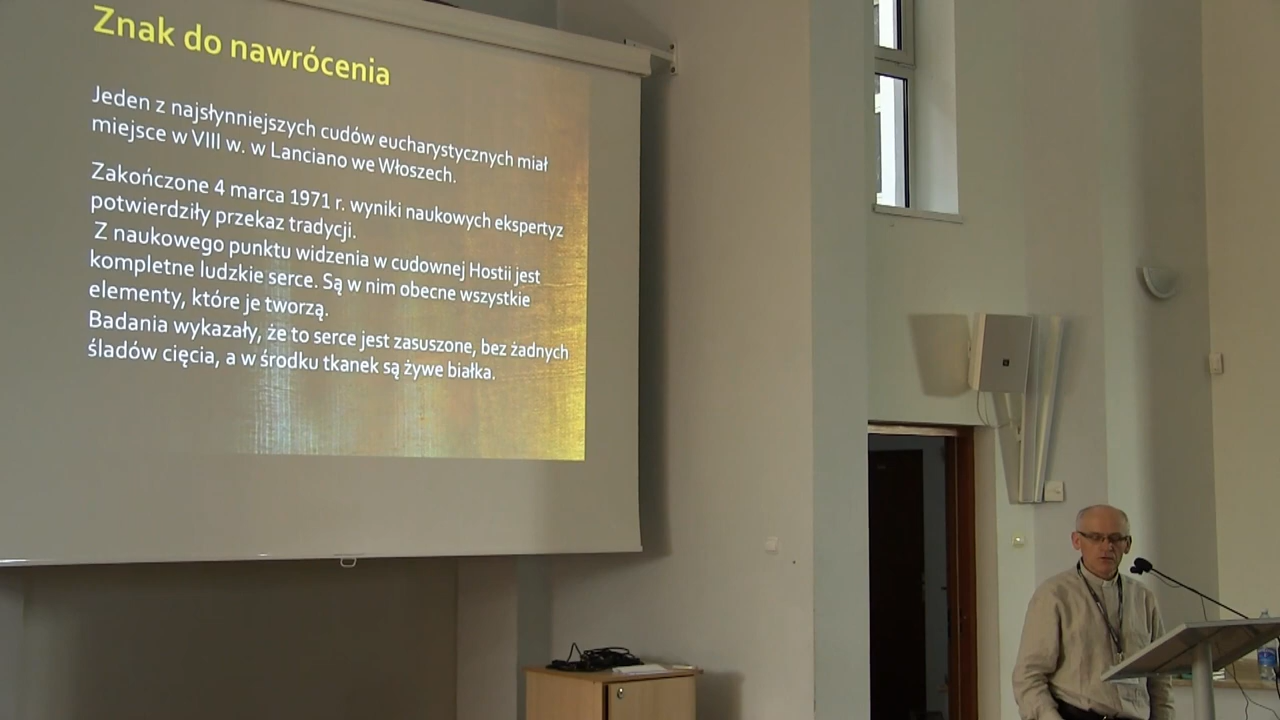 Znak do nawrócenia
Jeden z najsłynniejszych cudów eucharystycznych miał
miejsce w VIII w. w Lanciano we Włoszech.
Zakończone 4 marca 1971 r. wyniki naukowych ekspertyz
potwierdziły przekaz tradycji.
Z naukowego punktu widzenia w cudownej Hostii jest
kompletne ludzkie serce. Są w nim obecne wszystkie
elementy, które je tworzą.
Badania wykazały, że to serce jest zasuszone, bez żadnych
śladów cięcia, a w środku tkanek są żywe białka.